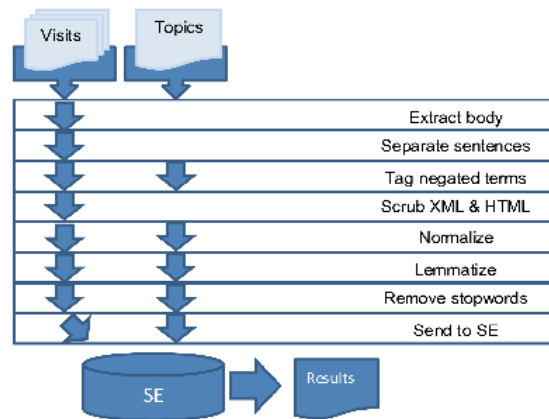 Visits
Topics
Extract body
Separate sentences
Tag negated terms
Scrub XML & HTML
Normalize
Lemmatize
Remove stopwords
Send to SE
SE
Results